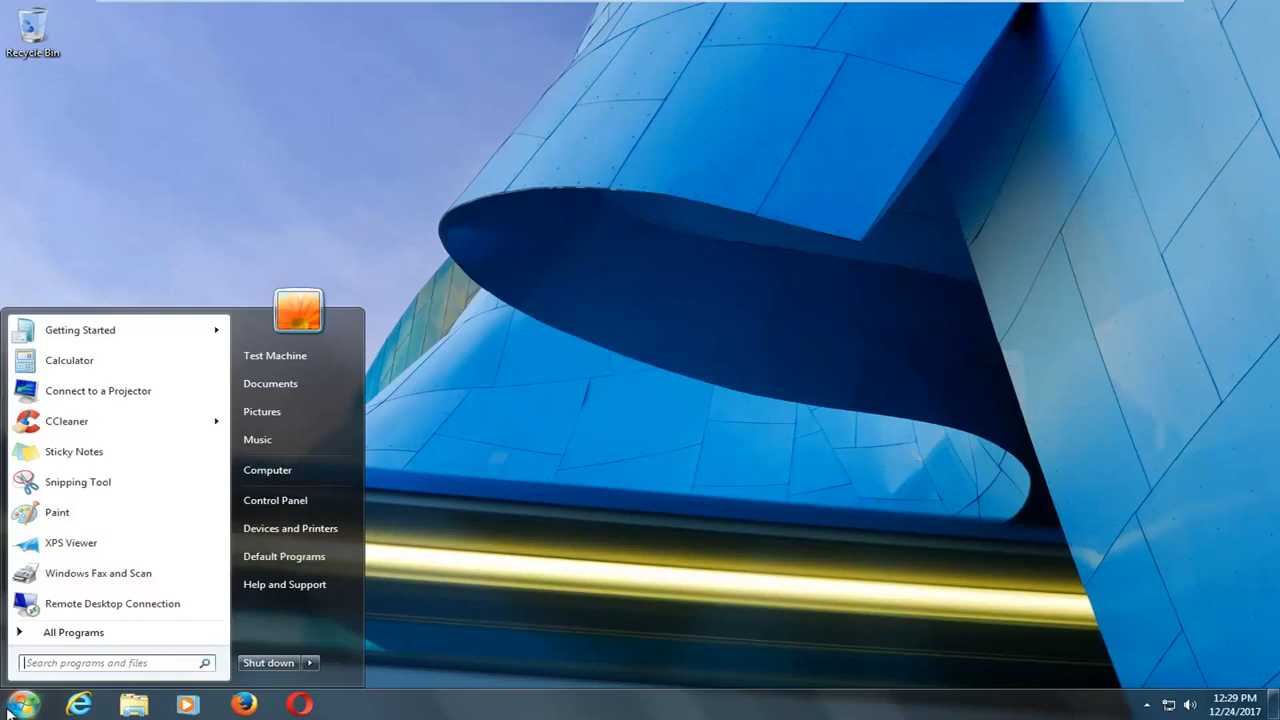 Recycle Bin
Getting Started
Calculator
Connect to a Projector
CCleaner
Sticky Notes
Snipping Tool
Paint
XPS Viewer
Windows Fax and Scan
Remote Desktop Connection
All Programs
Search programs and files
Test Machine
Documents
Pictures
Music
Computer
Control Panel
Devices and Printers
Default Programs
Help and Support
Shut down
12:29 PM
12/24/2017